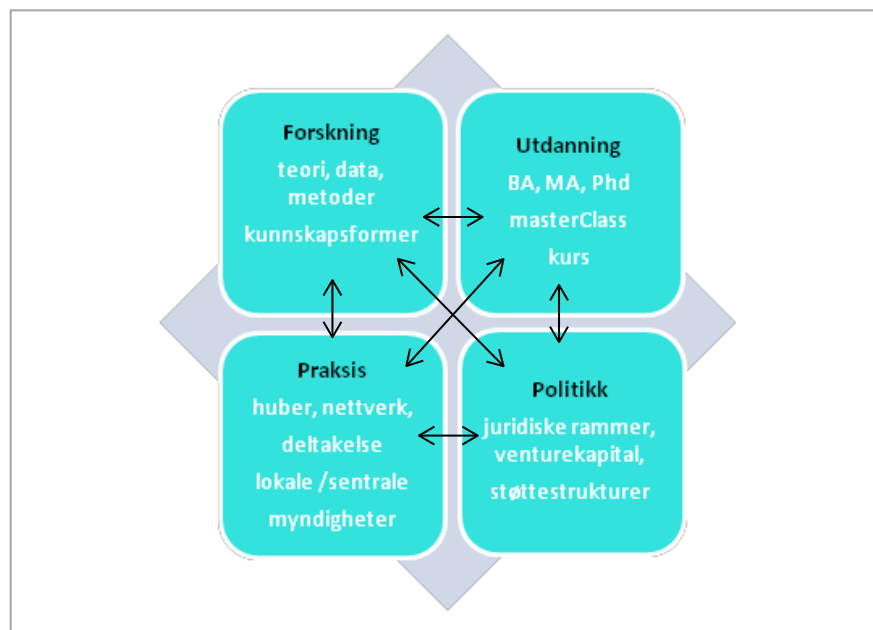 Forskning
teori, data,
metoder
kunnskapsformer
Utdanning
BA, MA, Phd
masterClass
kurs
Praksis
huber, nettverk,
deltakelse
lokale /sentrale
myndigheter
Politikk
juridiske rammer,
venturekapital,
støttestrukturer